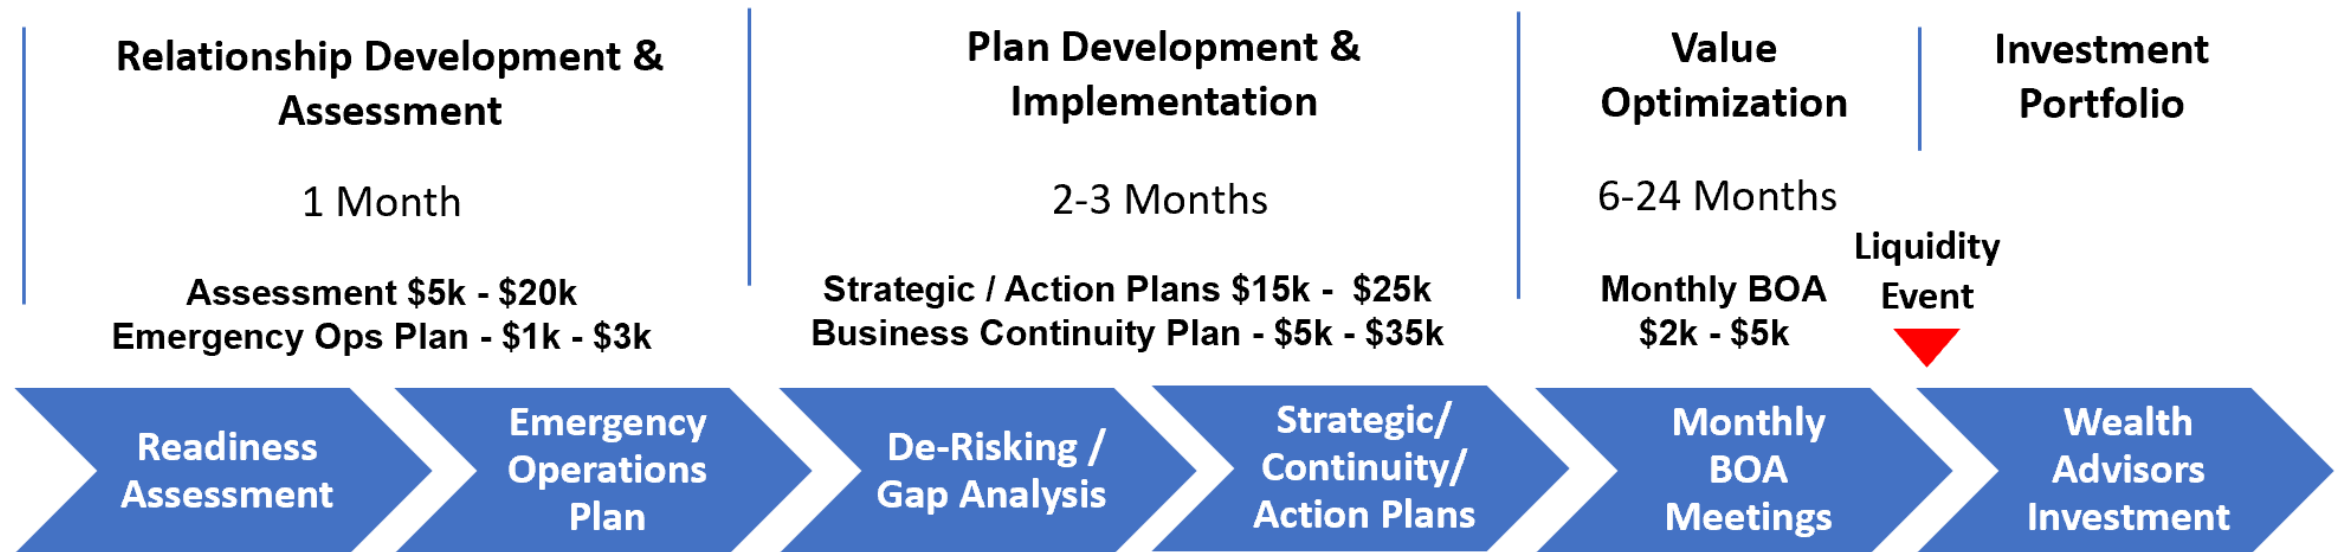 Relationship Development &
Assessment
1 Month
Assessment $5k - $20k
Emergency Ops Plan - $1k - $3k
Plan Development &
Implementation
2-3 Months
Strategic / Action Plans $15k -  $25k
Business Continuity Plan - $5k - $35k
Value
Optimization
6-24 Months
Monthly BOA
$2k - $5k
Liquidity
Event
Investment
Portfolio
Readiness
Assessment
Emergency
Operations
Plan
De-Risking /
Gap Analysis
Strategic/
Continuity/
Action Plans
Monthly
BOA
Meetings
Wealth
Advisors
Investment